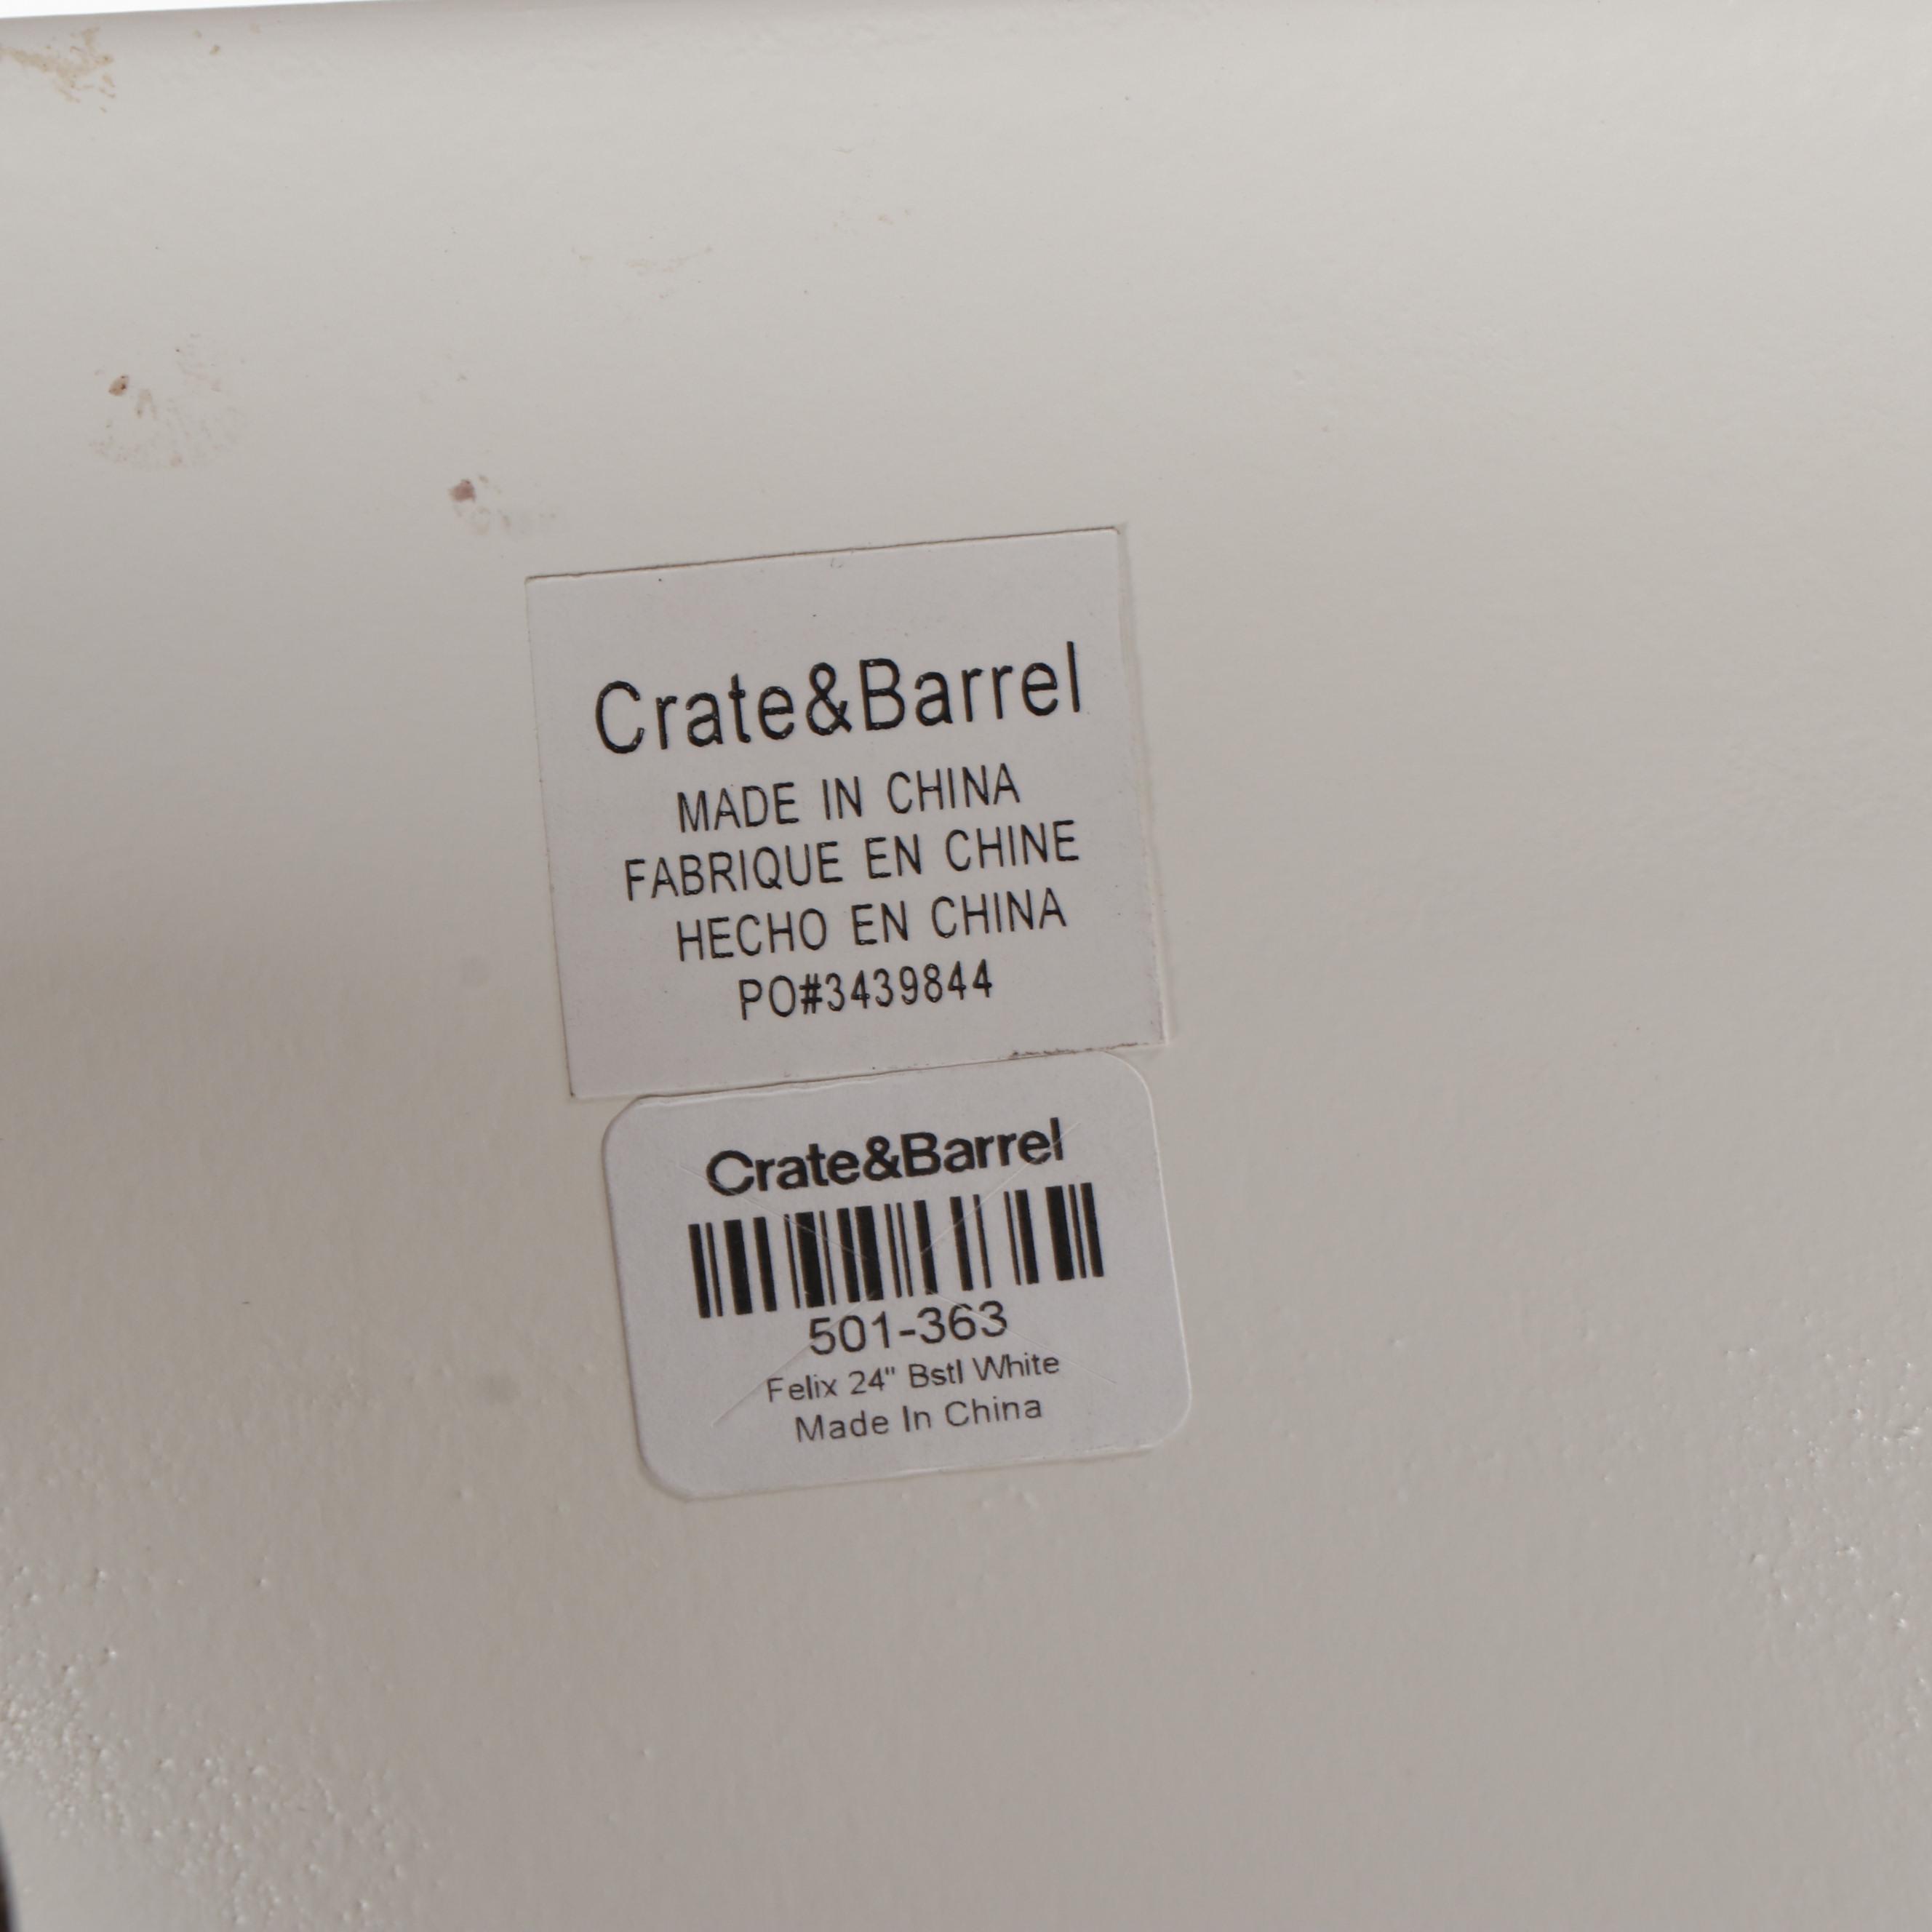 Crate&Barrel
MADE IN CHINA
FABRIQUE EN CHINE
HECHO EN CHINA
PO#3439844
Crate&Barrel
501-363
Felix 24" Bstl White
Made In China